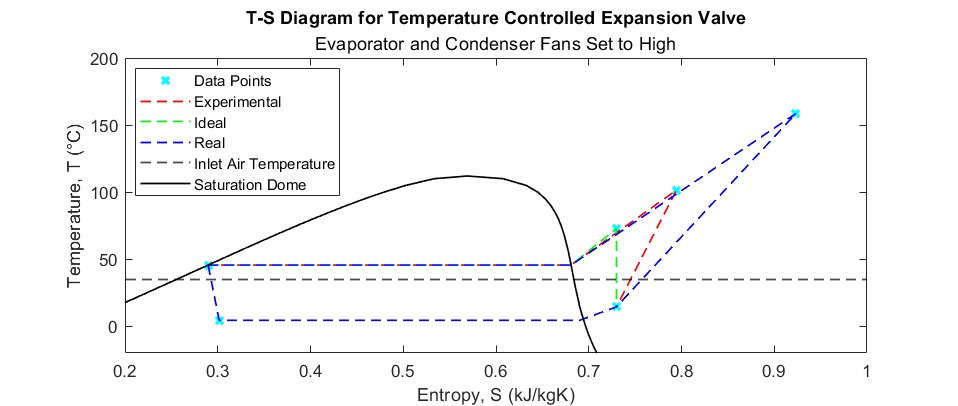 T-S Diagram for Temperature Controlled Expansion Valve
Evaporator and Condenser Fans Set to High
200
150
100
50
0
Temperature, T (°C)
Data Points
Experimental
Ideal
Real
Inlet Air Temperature
Saturation Dome
0.2 0.3 0.4 0.5 0.6 0.7 0.8 0.9 1
Entropy, S (kJ/kgK)